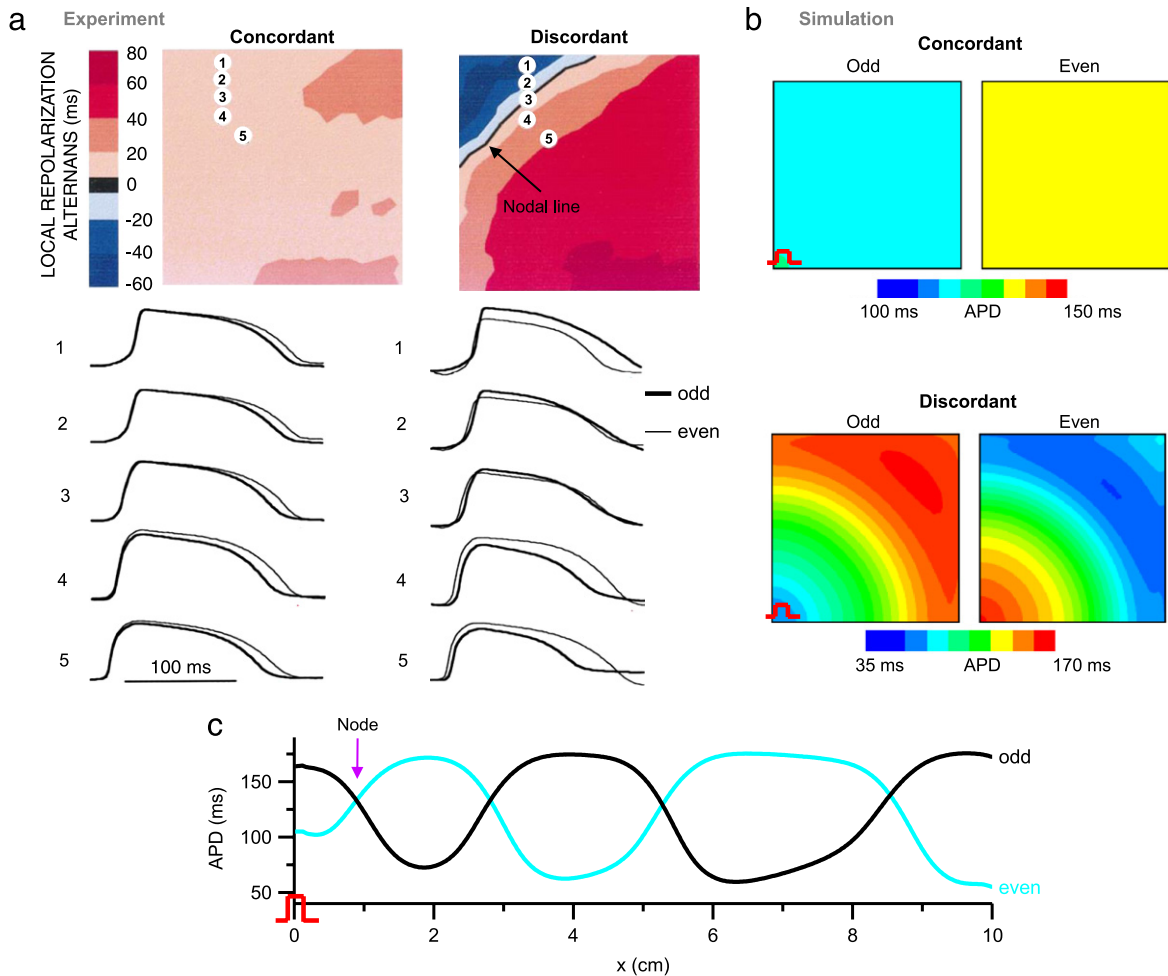 a Experiment
Concordant
Discordant
LOCAL REPOLARIZATION
ALTERNANS (ms)
80
60
40
20
0
-20
-40
-60
1
2
3
4
5
1
2
3
4
5
Nodal line
1
2
3
4
5
100 ms
1
2
3
4
5
odd
even
b Simulation
Concordant
Odd
Even
100 ms APD 150 ms
Discordant
Odd
Even
35 ms APD 170 ms
c
Node
APD (ms)
150
100
50
odd
even
0 2 4 6 8 10
x (cm)